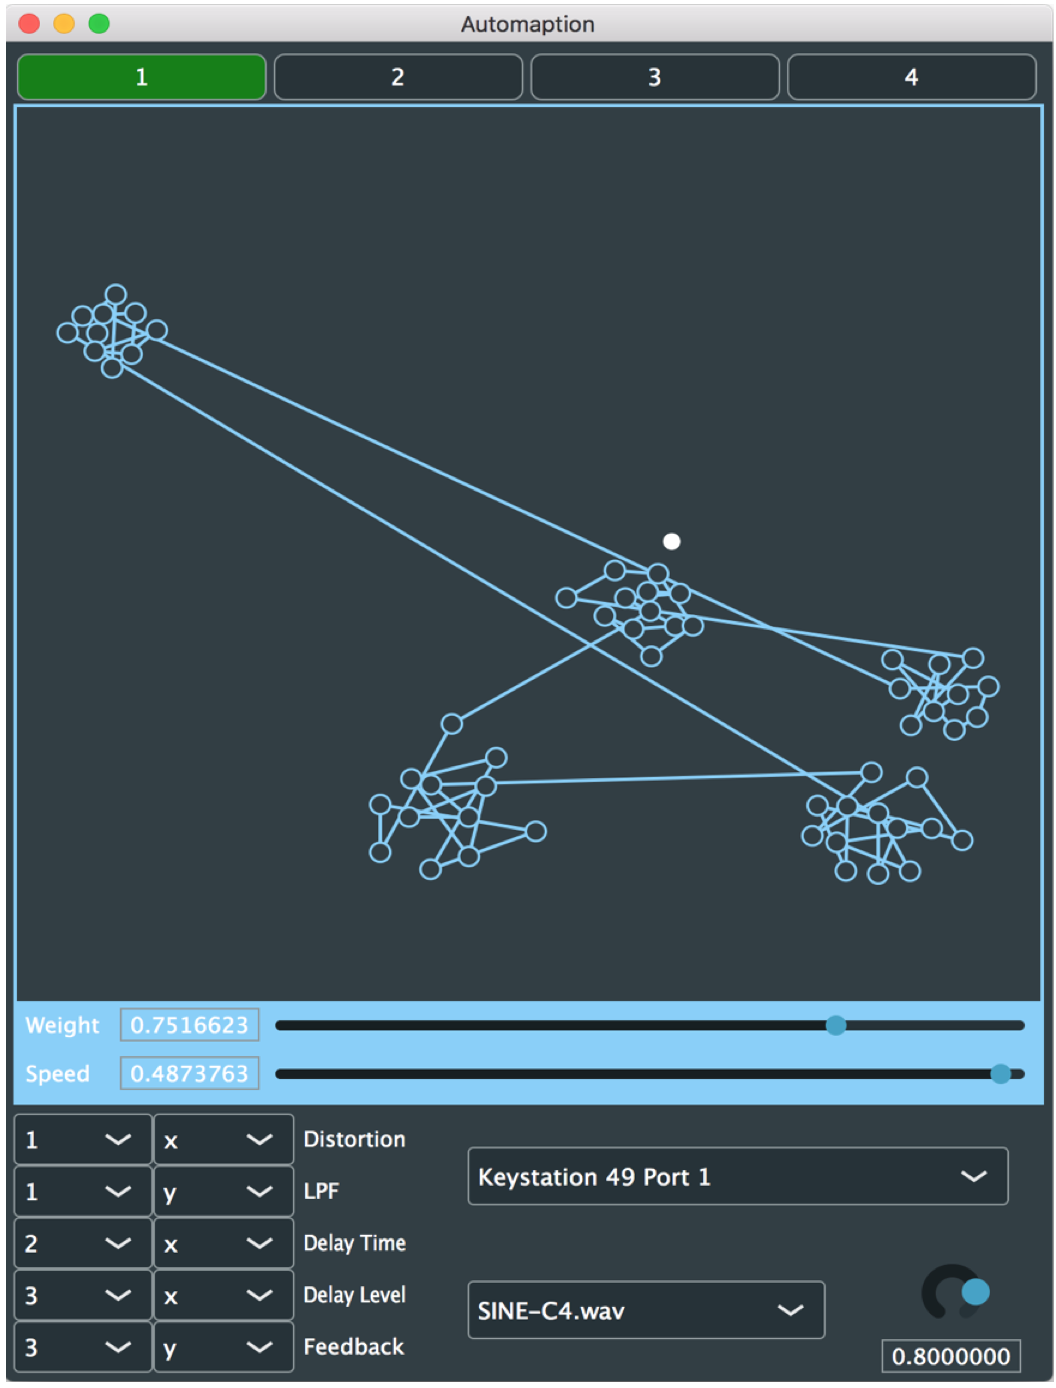 Automaption
1 2 3 4
Weight 0.7516623
Speed 0.4873763
1 x Distortion
1 y LPF
2 x Delay Time
3 x Delay Level
3 y Feedback
Keystation 49 Port 1
SINE-C4.wav
0.8000000